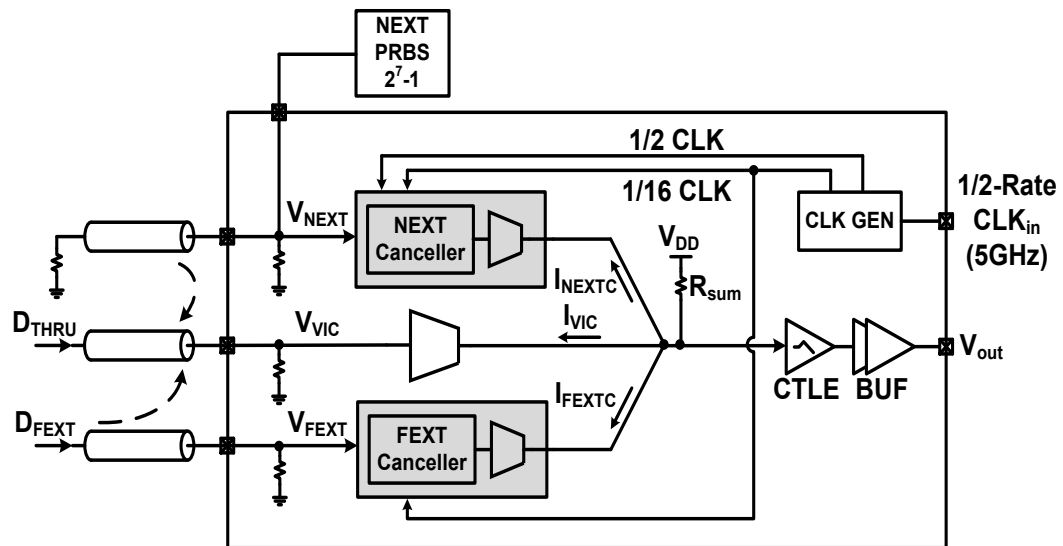 NEXT
PRBS
2^7-1
1/2 CLK
1/16 CLK
1/2-Rate
CLK_in
(5GHz)
CLK GEN
V_NEXT
NEXT
Canceller
V_DD
R_sum
I_NEXTC
I_VIC
I_FEXTC
D_THRU
V_VIC
CTLE
BUF
V_out
D_FEXT
V_FEXT
FEXT
Canceller